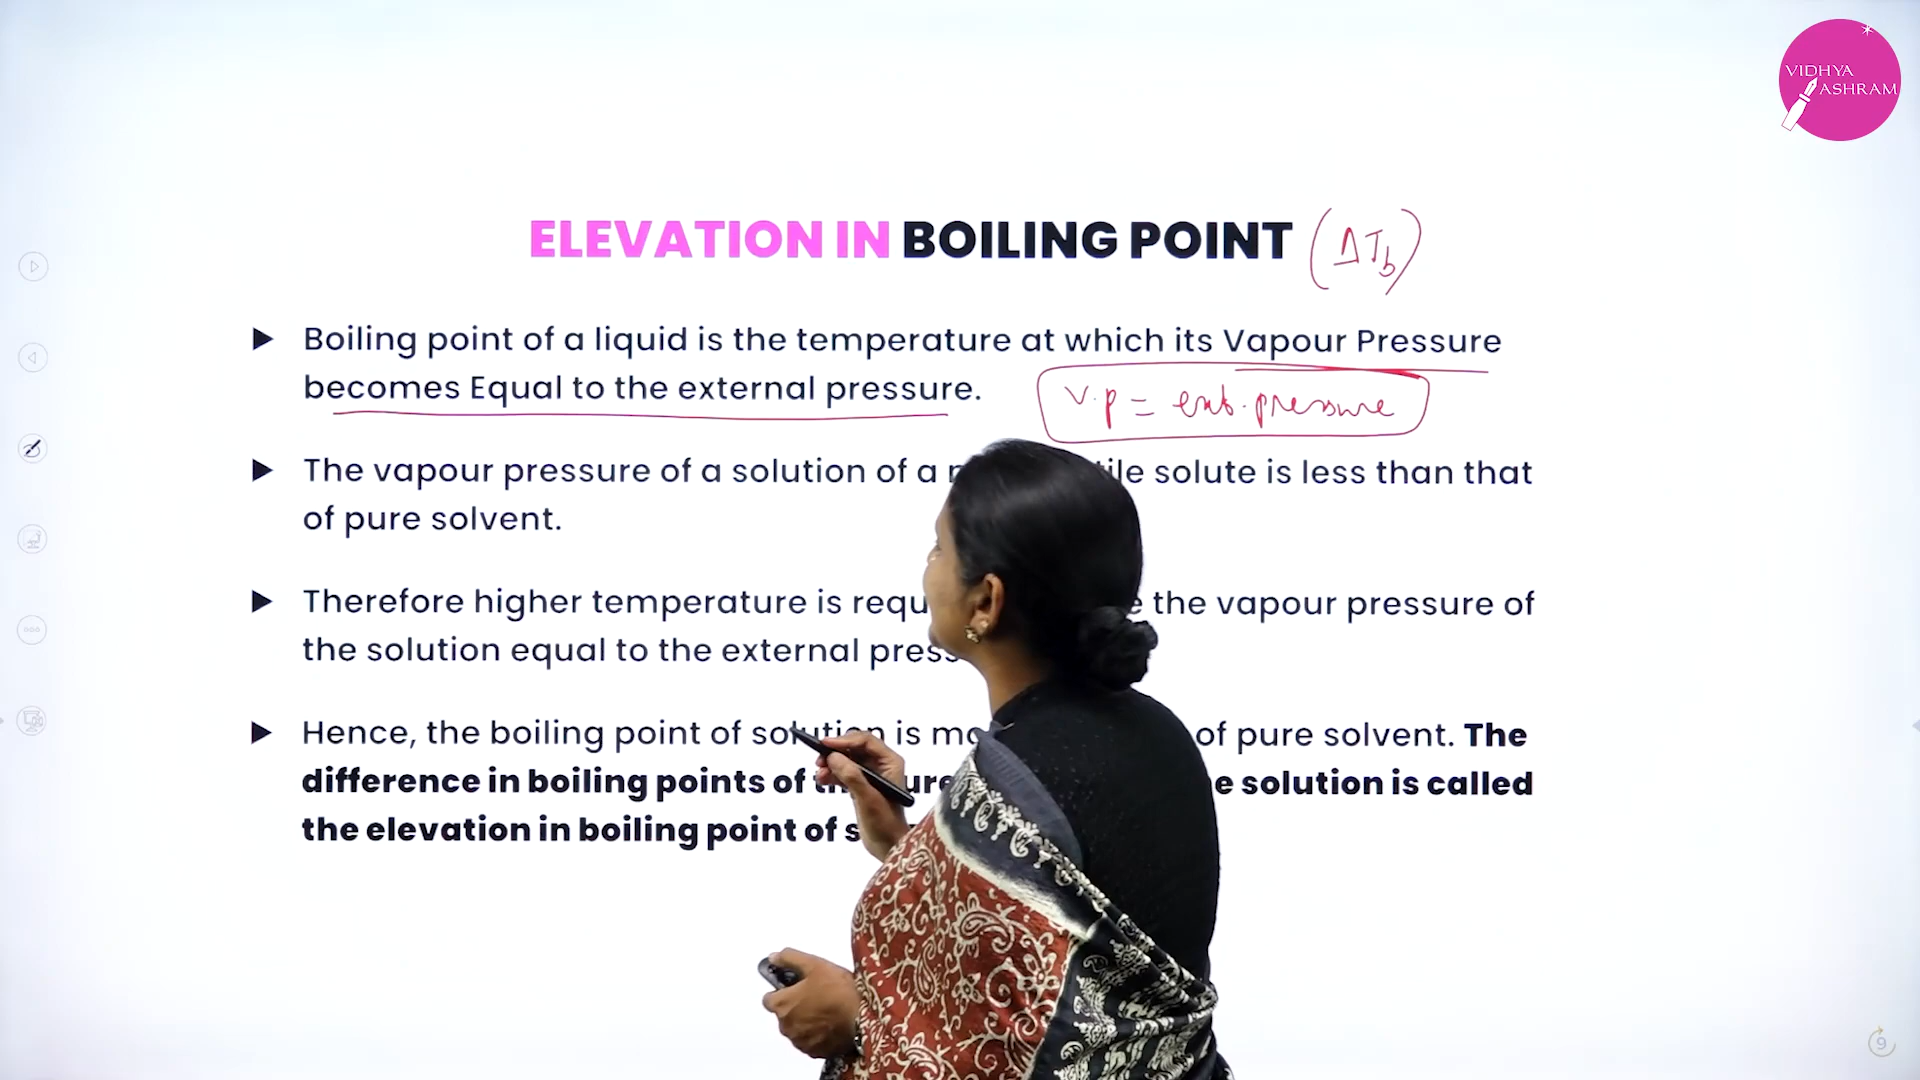 VIDHYA
ASHRAM
ELEVATION IN BOILING POINT (ΔTb)
Boiling point of a liquid is the temperature at which its Vapour Pressure
becomes Equal to the external pressure.
V.p = ext. pressure
The vapour pressure of a solution of a solute is less than that
of pure solvent.
Therefore higher temperature is the vapour pressure of
the solution equal to the external
Hence, the boiling point of solution is of pure solvent. The
difference in boiling points of solution is called
the elevation in boiling point of
9